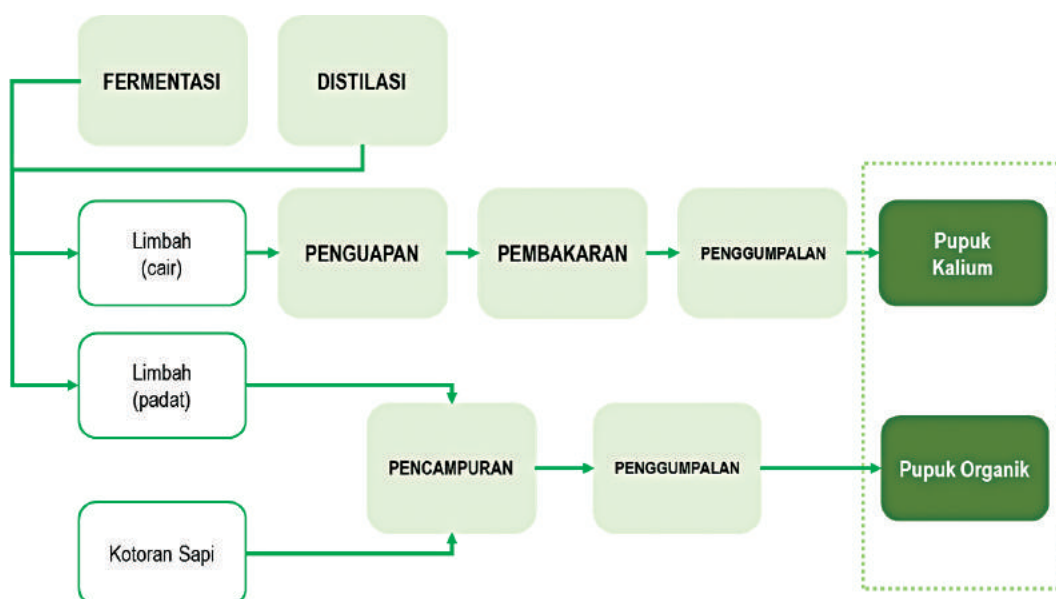 FERMENTASI
DISTILASI
Limbah
(cair)
PENGUAPAN
PEMBAKARAN
PENGGUMPALAN
Pupuk
Kalium
Limbah
(padat)
PENCAMPURAN
PENGGUMPALAN
Pupuk Organik
Kotoran Sapi